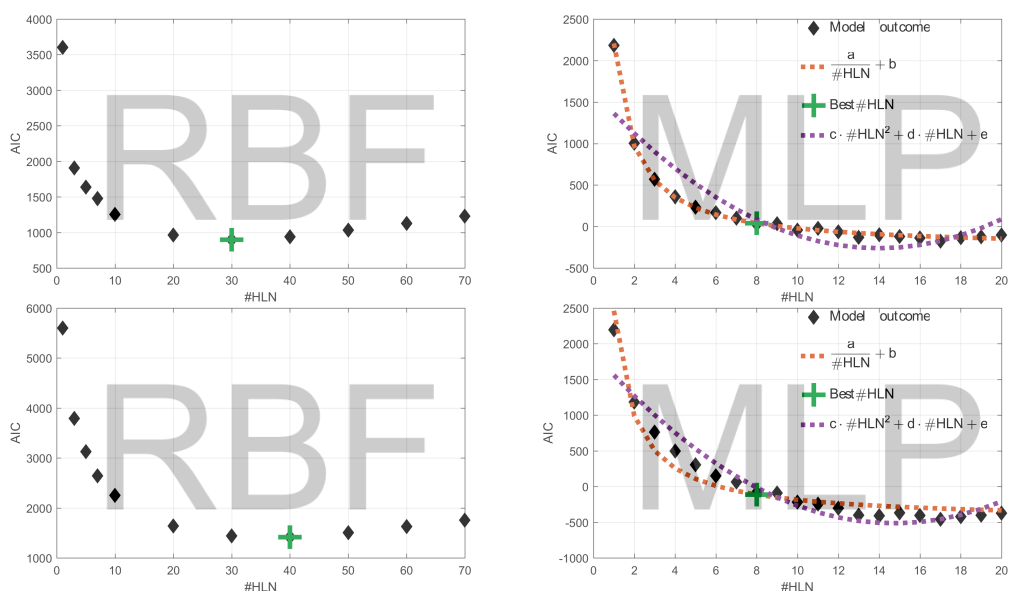 4000
3500
3000
2500
2000
1500
1000
500
AIC
RBF
0 10 20 30 40 50 60 70
#HLN
2500
2000
1500
1000
500
0
-500
AIC
MLP
Model outcome
a
#HLN + b
Best #HLN
c · #HLN² + d · #HLN + e
0 2 4 6 8 10 12 14 16 18 20
#HLN
6000
5000
4000
3000
2000
1000
AIC
RBF
0 10 20 30 40 50 60 70
#HLN
2500
2000
1500
1000
500
0
-500
-1000
AIC
MLP
Model outcome
a
#HLN + b
Best #HLN
c · #HLN² + d · #HLN + e
0 2 4 6 8 10 12 14 16 18 20
#HLN